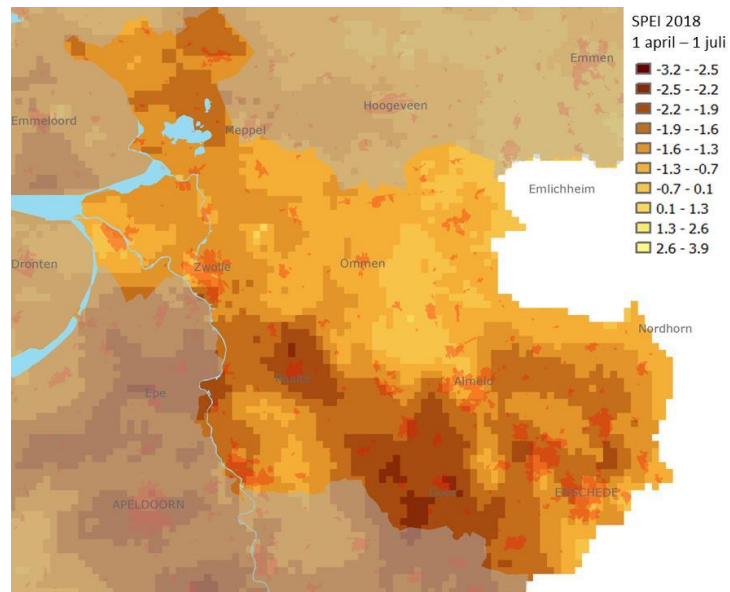 SPEI 2018
1 april – 1 juli
-3.2 - -2.5
-2.5 - -2.2
-2.2 - -1.9
-1.9 - -1.6
-1.6 - -1.3
-1.3 - -0.7
-0.7 - 0.1
0.1 - 1.3
1.3 - 2.6
2.6 - 3.9
Emmen
Hoogeveen
Emmeloord
Meppel
Emlichheim
Dronten
Zwolle
Ommen
Nordhorn
Raalte
Almelo
Epe
Goor
ENSCHEDE
APELDOORN